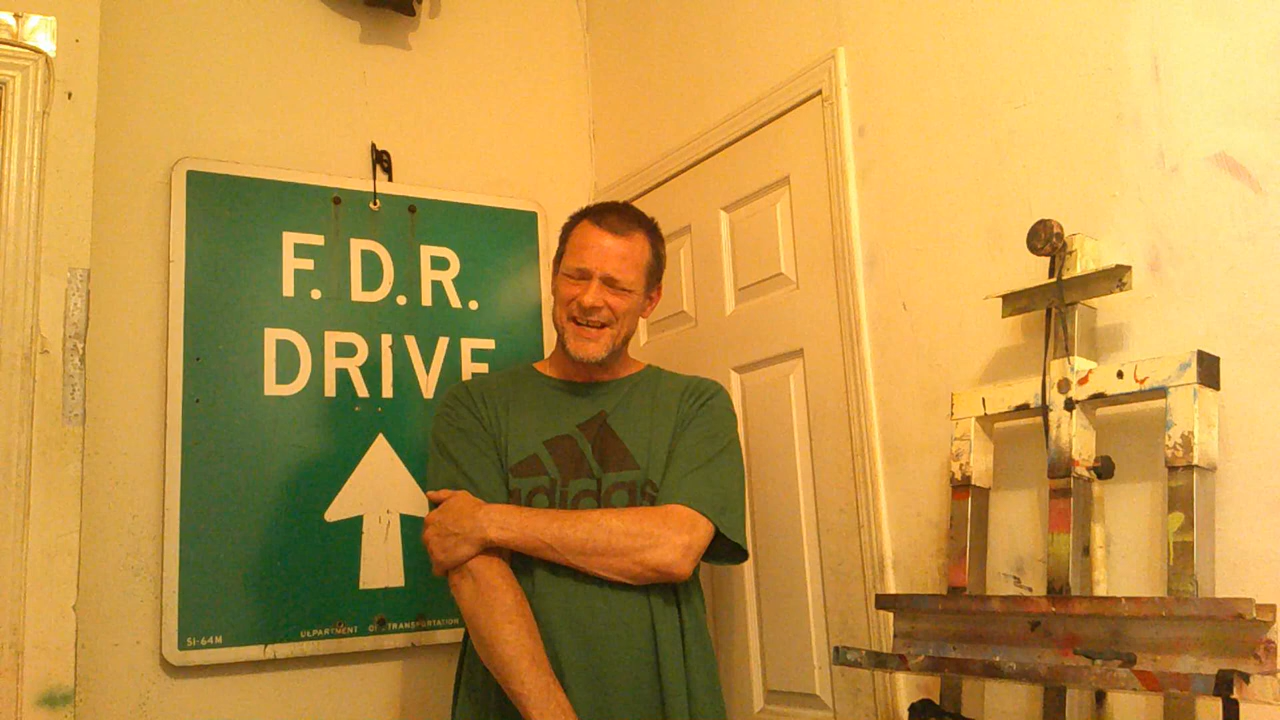 F. D. R.
DRIVE
SI-64M
DEPARTMENT OF TRANSPORTATION
adidas